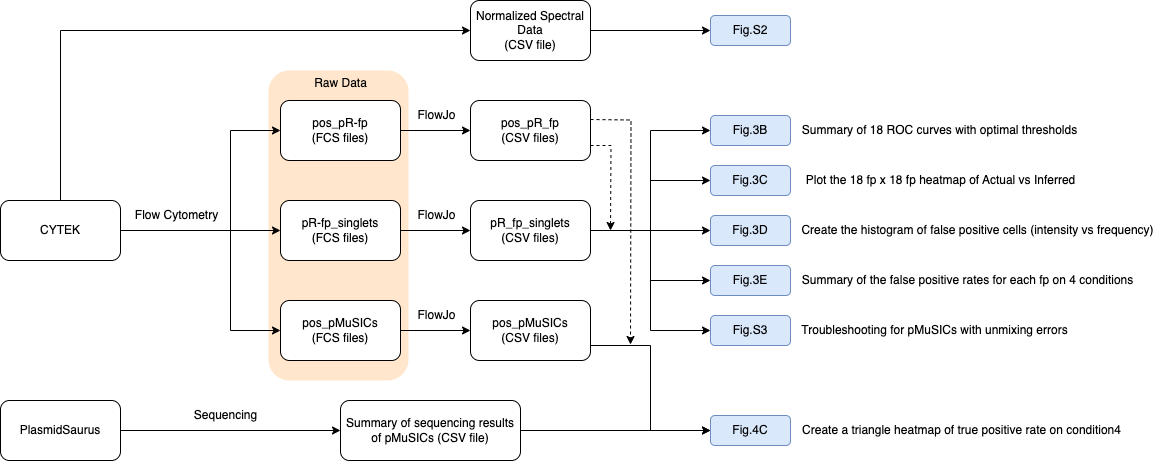 Normalized Spectral
Data
(CSV file)
Fig.S2
Raw Data
pos_pR-fp
(FCS files)
FlowJo
pos_pR_fp
(CSV files)
Fig.3B
Summary of 18 ROC curves with optimal thresholds
Fig.3C
Plot the 18 fp x 18 fp heatmap of Actual vs Inferred
CYTEK
Flow Cytometry
pR-fp_singlets
(FCS files)
FlowJo
pR_fp_singlets
(CSV files)
Fig.3D
Create the histogram of false positive cells (intensity vs frequency)
Fig.3E
Summary of the false positive rates for each fp on 4 conditions
pos_pMuSICs
(FCS files)
FlowJo
pos_pMuSICs
(CSV files)
Fig.S3
Troubleshooting for pMuSICs with unmixing errors
PlasmidSaurus
Sequencing
Summary of sequencing results
of pMuSICs (CSV file)
Fig.4C
Create a triangle heatmap of true positive rate on condition4